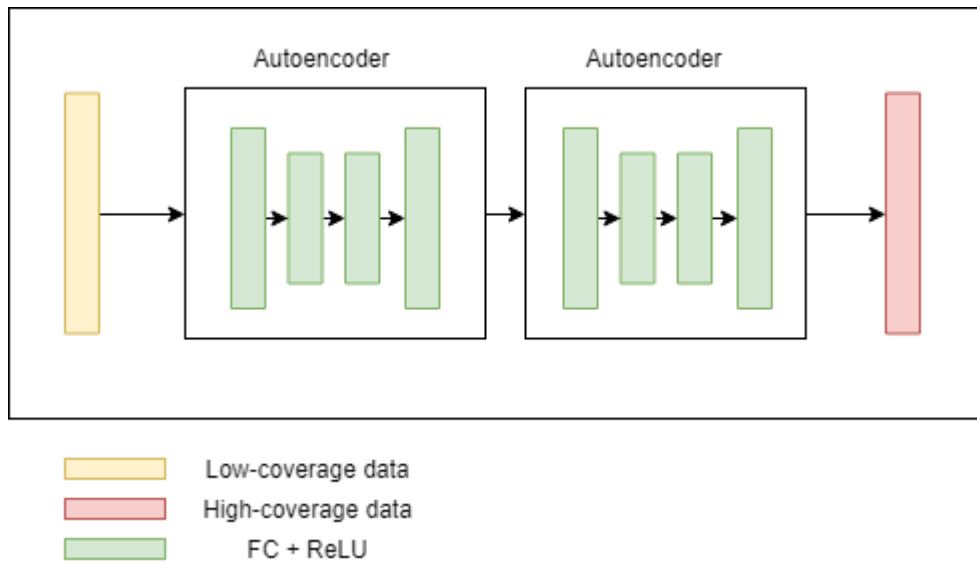 Autoencoder
Autoencoder
Low-coverage data
High-coverage data
FC + ReLU